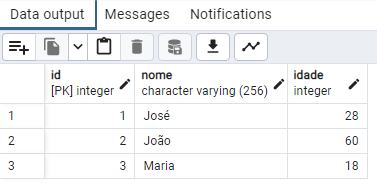 Data output Messages Notifications
id nome idade
[PK] integer character varying (256) integer
1 1 José 28
2 2 João 60
3 3 Maria 18